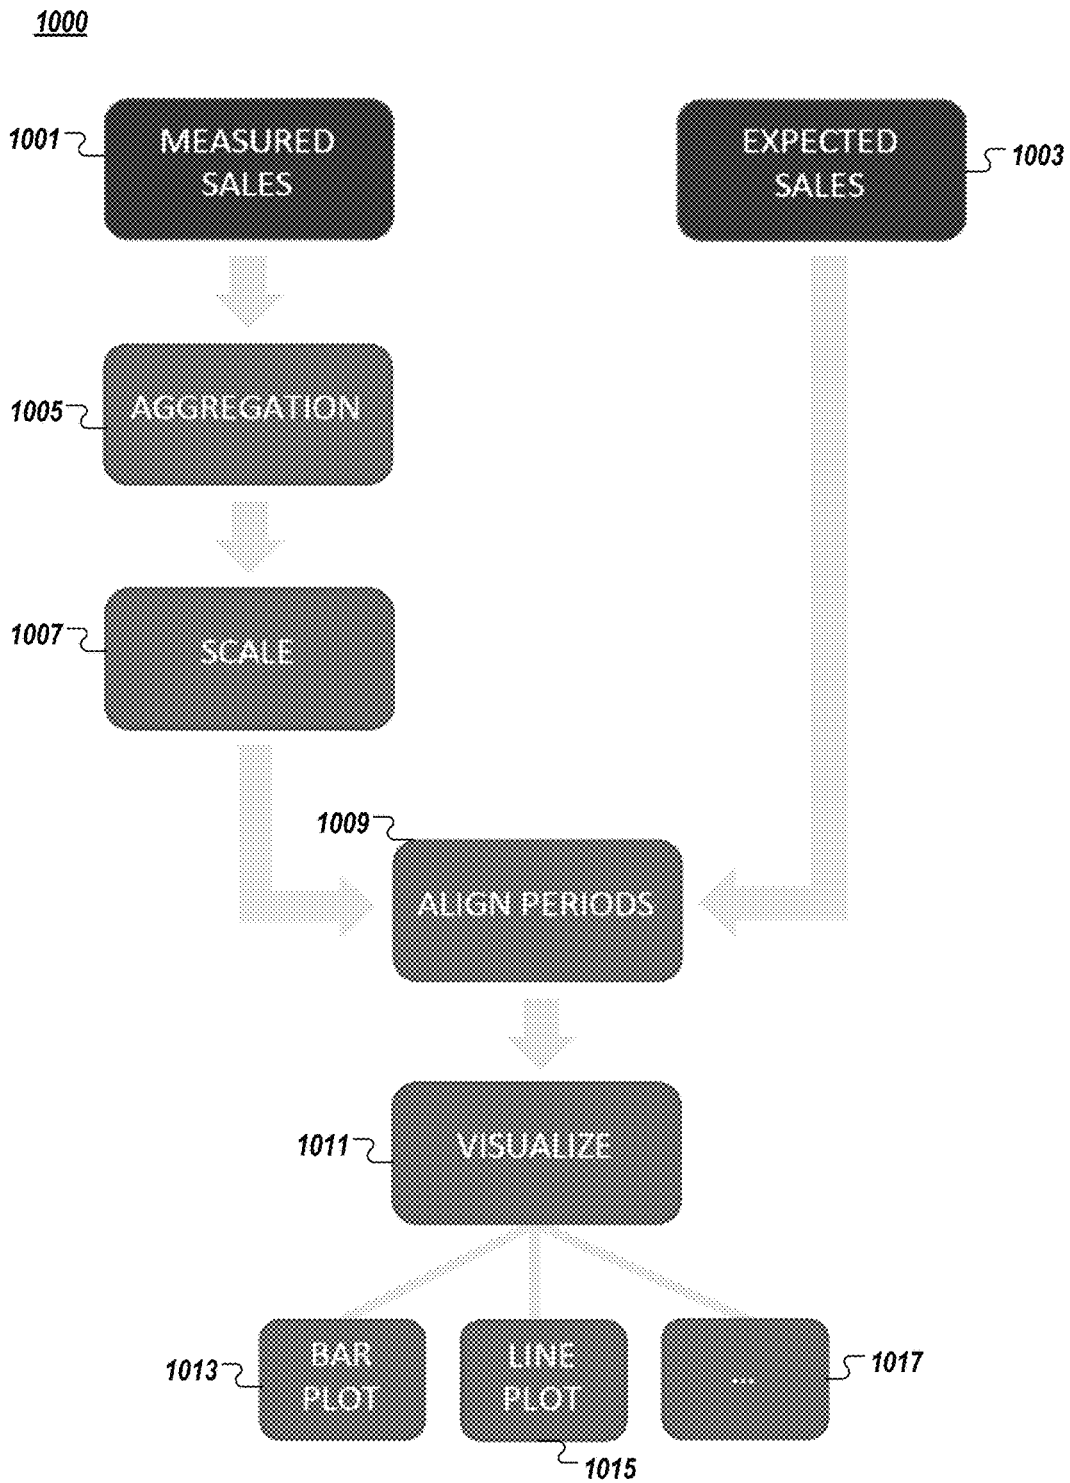 1000
1001
MEASURED
SALES
EXPECTED
SALES
1003
1005
AGGREGATION
1007
SCALE
1009
ALIGN PERIODS
1011
VISUALIZE
1013
BAR
PLOT
LINE
PLOT
1015
...
1017